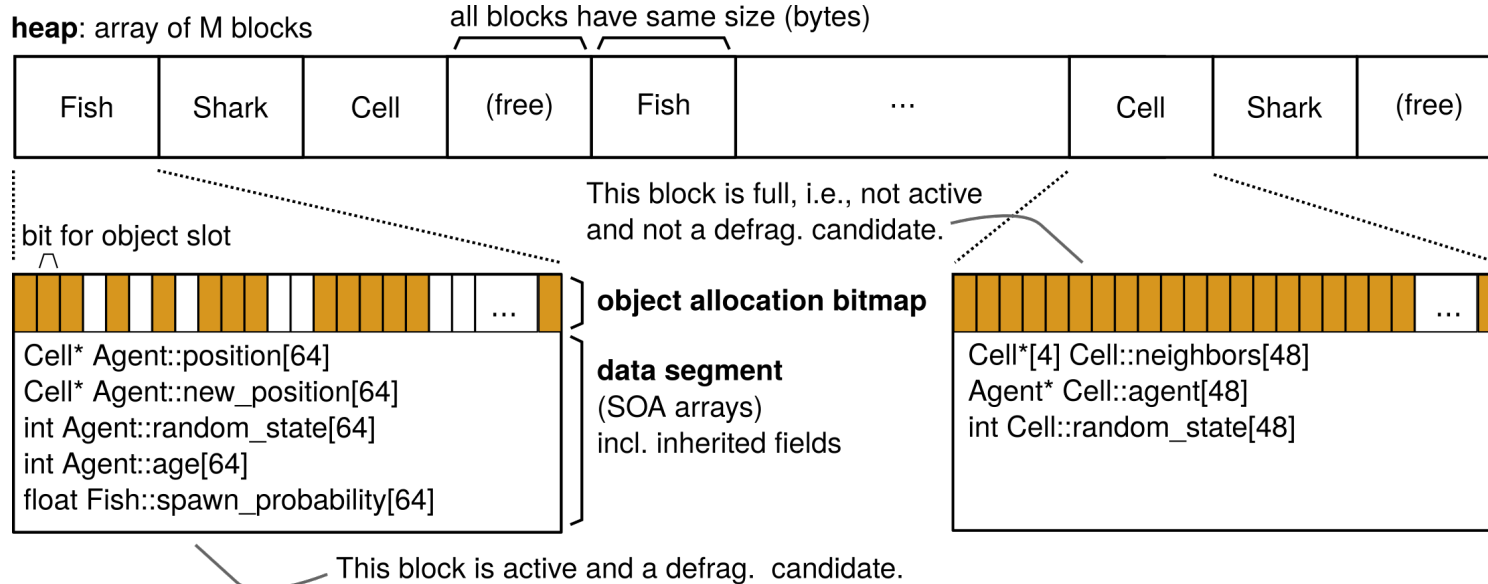 heap: array of M blocks
all blocks have same size (bytes)
Fish
Shark
Cell
(free)
Fish
...
Cell
Shark
(free)
This block is full, i.e., not active
and not a defrag. candidate.
bit for object slot
...
object allocation bitmap
...
Cell* Agent::position[64]
Cell* Agent::new_position[64]
int Agent::random_state[64]
int Agent::age[64]
float Fish::spawn_probability[64]
data segment
(SOA arrays)
incl. inherited fields
Cell*[4] Cell::neighbors[48]
Agent* Cell::agent[48]
int Cell::random_state[48]
This block is active and a defrag. candidate.